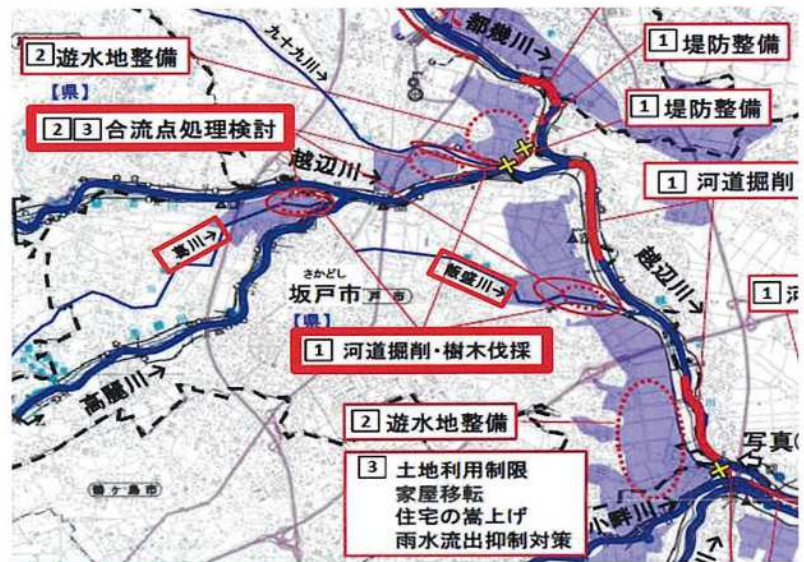 都幾川→
九十九川→
2 遊水地整備
【県】
1 堤防整備
1 堤防整備
2 3 合流点処理検討
越辺川→
1 河道掘削
葛川→
飯盛川→
越辺川→
さかどし
坂戸市
戸市
【県】
1 河
1 河道掘削・樹木伐採
高麗川→
2 遊水地整備
写真
3 土地利用制限
家屋移転
住宅の嵩上げ
雨水流出抑制対策
鶴ヶ島市
小畔川→